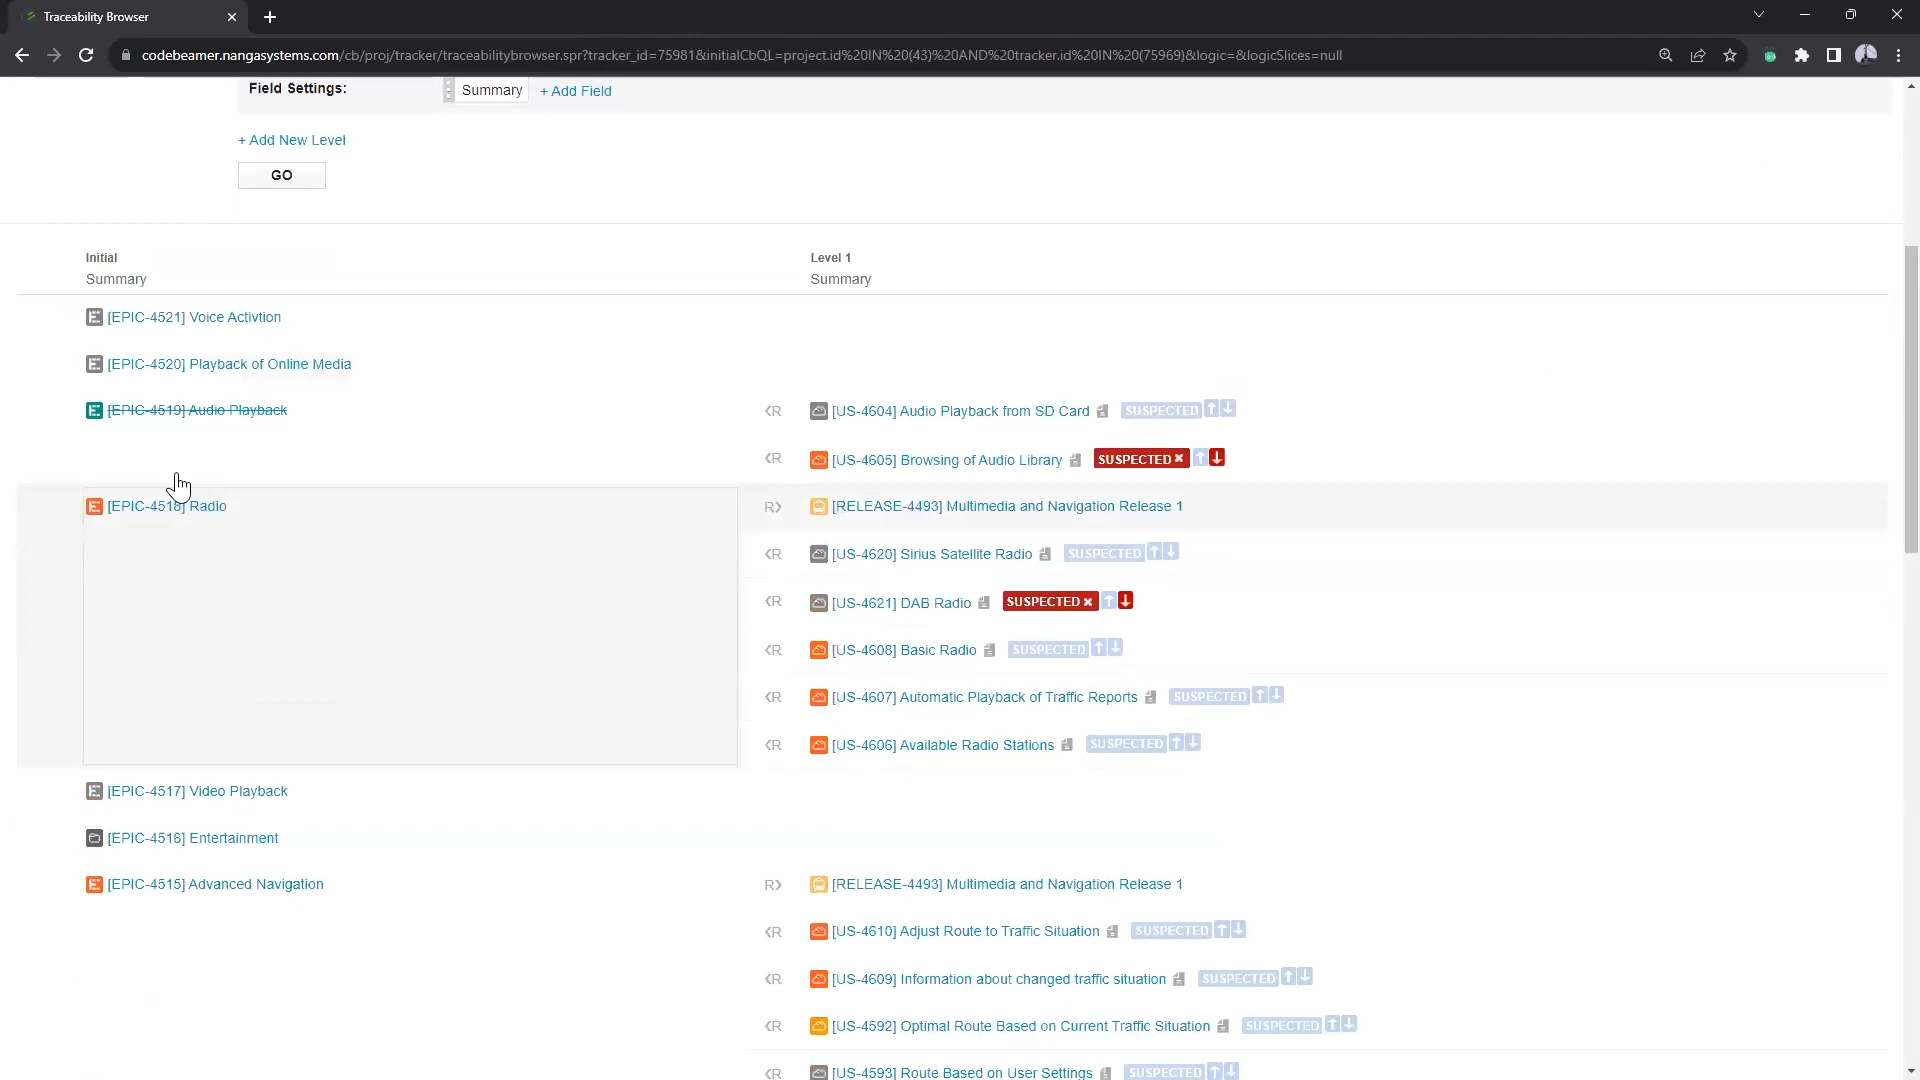 Traceability Browser
codebeamer.nangasystems.com/cb/proj/tracker/traceabilitybrowser.spr?tracker_id=75981&initialCbQL=project.id%20IN%20(43)%20AND%20tracker.id%20IN%20(75969)&logic=&logicSlices=null
Field Settings: Summary + Add Field
+ Add New Level
GO
Initial Level 1
Summary Summary
[EPIC-4521] Voice Activtion
[EPIC-4520] Playback of Online Media
[EPIC-4519] Audio Playback <R [US-4604] Audio Playback from SD Card SUSPECTED
<R [US-4605] Browsing of Audio Library SUSPECTED ×
[EPIC-4518] Radio R> [RELEASE-4493] Multimedia and Navigation Release 1
<R [US-4620] Sirius Satellite Radio SUSPECTED
<R [US-4621] DAB Radio SUSPECTED ×
<R [US-4608] Basic Radio SUSPECTED
<R [US-4607] Automatic Playback of Traffic Reports SUSPECTED
<R [US-4606] Available Radio Stations SUSPECTED
[EPIC-4517] Video Playback
[EPIC-4516] Entertainment
[EPIC-4515] Advanced Navigation R> [RELEASE-4493] Multimedia and Navigation Release 1
<R [US-4610] Adjust Route to Traffic Situation SUSPECTED
<R [US-4609] Information about changed traffic situation SUSPECTED
<R [US-4592] Optimal Route Based on Current Traffic Situation SUSPECTED
<R [US-4593] Route Based on User Settings SUSPECTED